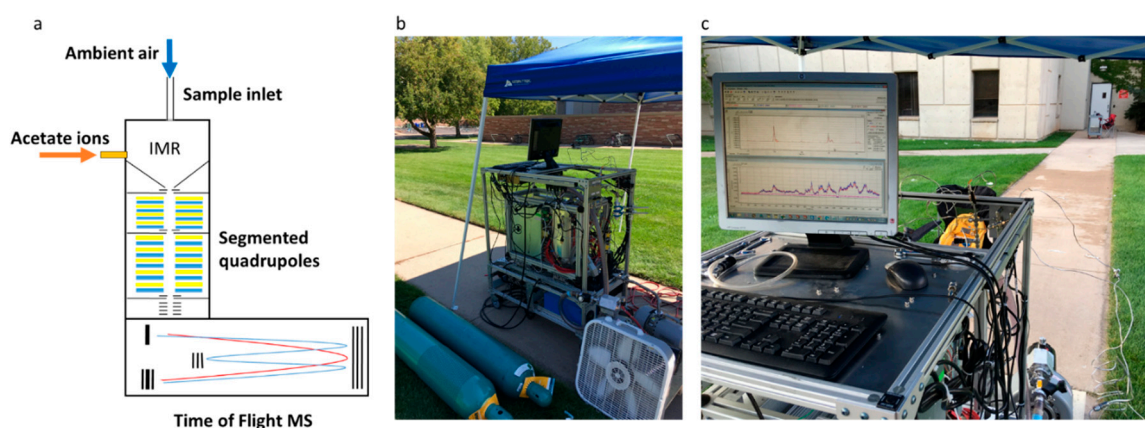 a
Ambient air
Sample inlet
Acetate ions
IMR
Segmented
quadrupoles
Time of Flight MS
b
c